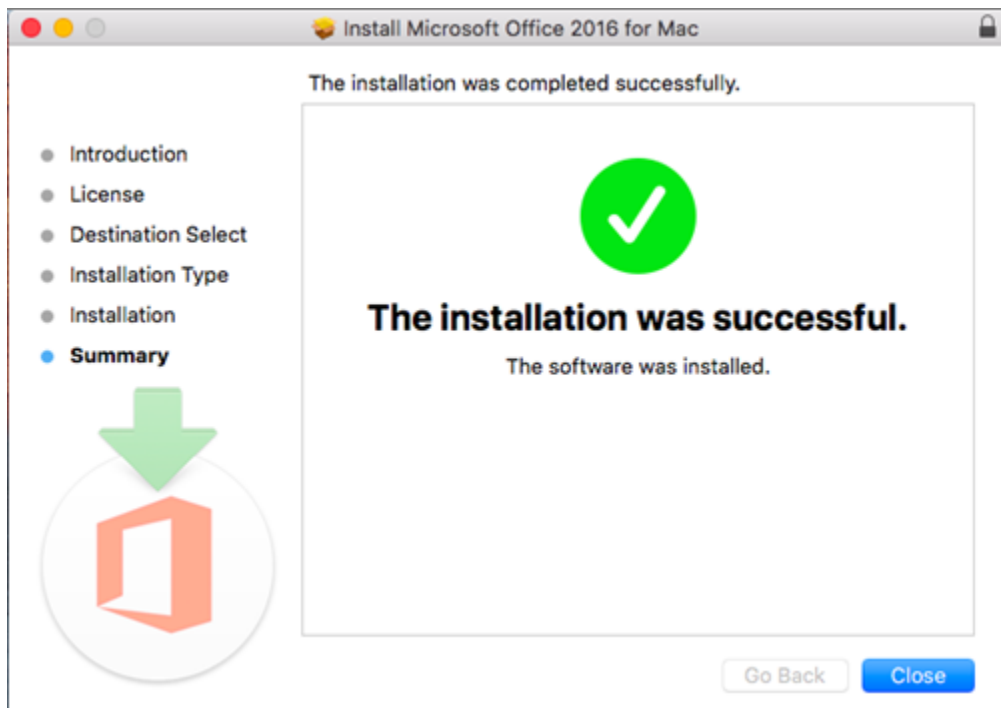 Install Microsoft Office 2016 for Mac
The installation was completed successfully.
Introduction
License
Destination Select
Installation Type
Installation
Summary
The installation was successful.
The software was installed.
Go Back
Close